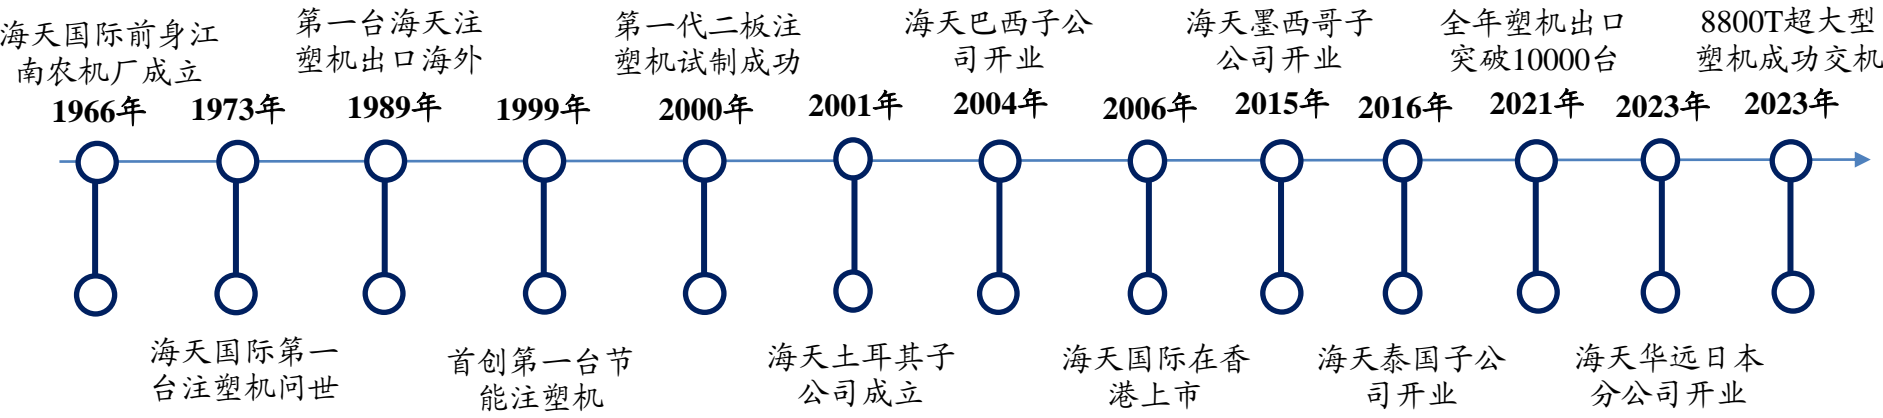 海天国际前身江
南农机厂成立
第一台海天注
塑机出口海外
第一代二板注
塑机试制成功
海天巴西子公
司开业
海天墨西哥子
公司开业
全年塑机出口
突破10000台
8800T超大型
塑机成功交机
1966年 1973年 1989年 1999年 2000年 2001年 2004年 2006年 2015年 2016年 2021年 2023年 2023年
海天国际第一
台注塑机问世
首创第一台节
能注塑机
海天土耳其子
公司成立
海天国际在香
港上市
海天泰国子公
司开业
海天华远日本
分公司开业